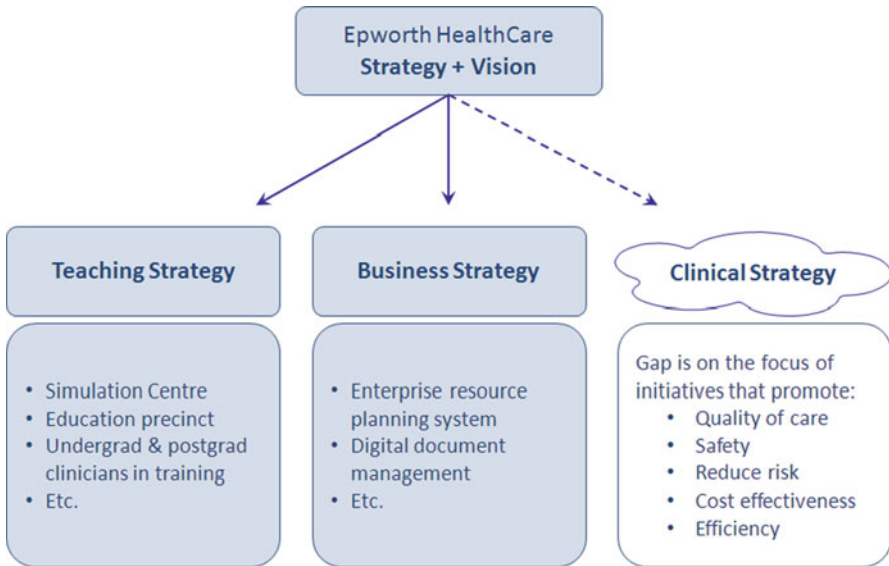 Epworth HealthCare
Strategy + Vision
Teaching Strategy
Business Strategy
Clinical Strategy
• Simulation Centre
• Education precinct
• Undergrad & postgrad
clinicians in training
• Etc.
• Enterprise resource
planning system
• Digital document
management
• Etc.
Gap is on the focus of
initiatives that promote:
• Quality of care
• Safety
• Reduce risk
• Cost effectiveness
• Efficiency